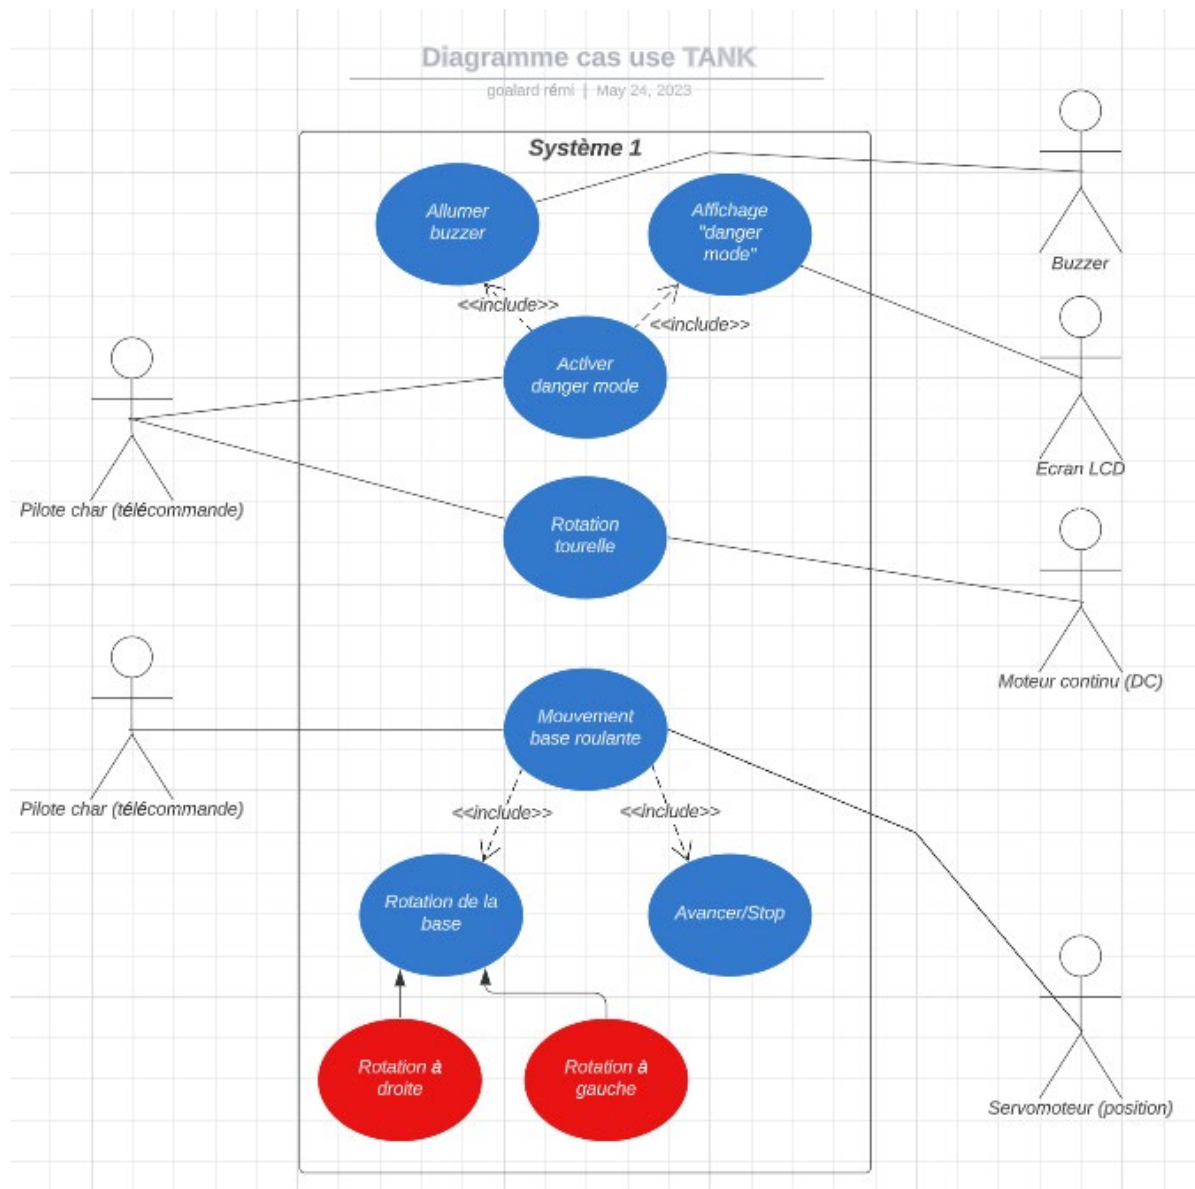 Diagramme cas use TANK
goalard rémi | May 24, 2023
Système 1
Allumer
buzzer
Affichage
"danger
mode"
Buzzer
<<include>>
<<include>>
Activer
danger mode
Ecran LCD
Pilote char (télécommande)
Rotation
tourelle
Moteur continu (DC)
Mouvement
base roulante
Pilote char (télécommande)
<<include>>
<<include>>
Rotation de la
base
Avancer/Stop
Rotation à
droite
Rotation à
gauche
Servomoteur (position)